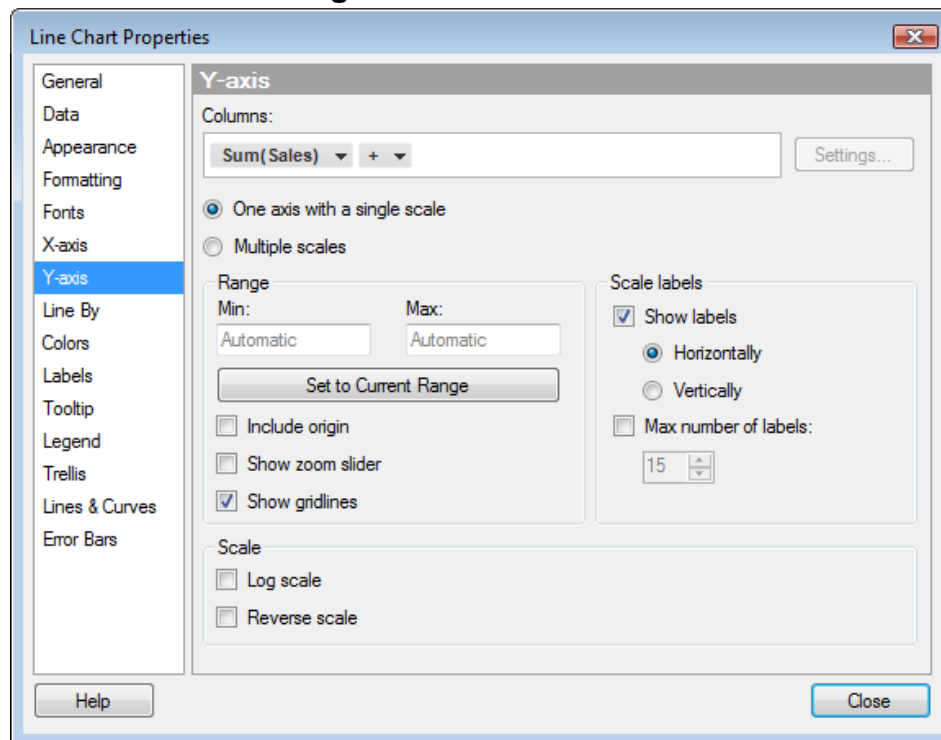 Line Chart Properties
General
Data
Appearance
Formatting
Fonts
X-axis
Y-axis
Line By
Colors
Labels
Tooltip
Legend
Trellis
Lines & Curves
Error Bars
Y-axis
Columns:
Sum(Sales) +
Settings...
One axis with a single scale
Multiple scales
Range
Min: Max:
Automatic Automatic
Set to Current Range
Include origin
Show zoom slider
Show gridlines
Scale labels
Show labels
Horizontally
Vertically
Max number of labels:
15
Scale
Log scale
Reverse scale
Help
Close